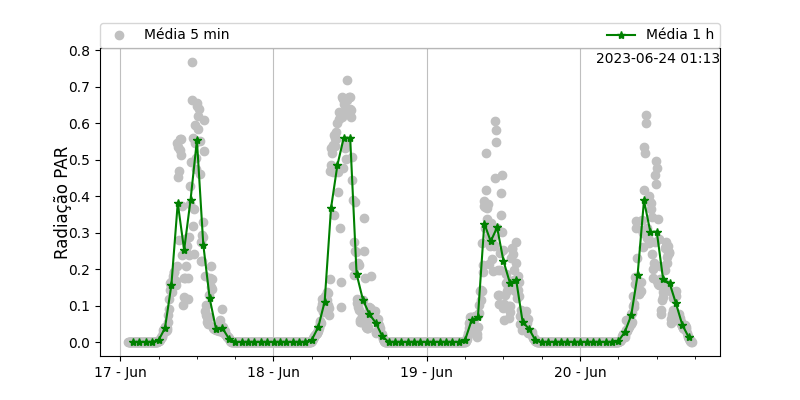 Média 5 min
Média 1 h
2023-06-24 01:13
Radiação PAR
0.8
0.7
0.6
0.5
0.4
0.3
0.2
0.1
0.0
17 - Jun
18 - Jun
19 - Jun
20 - Jun